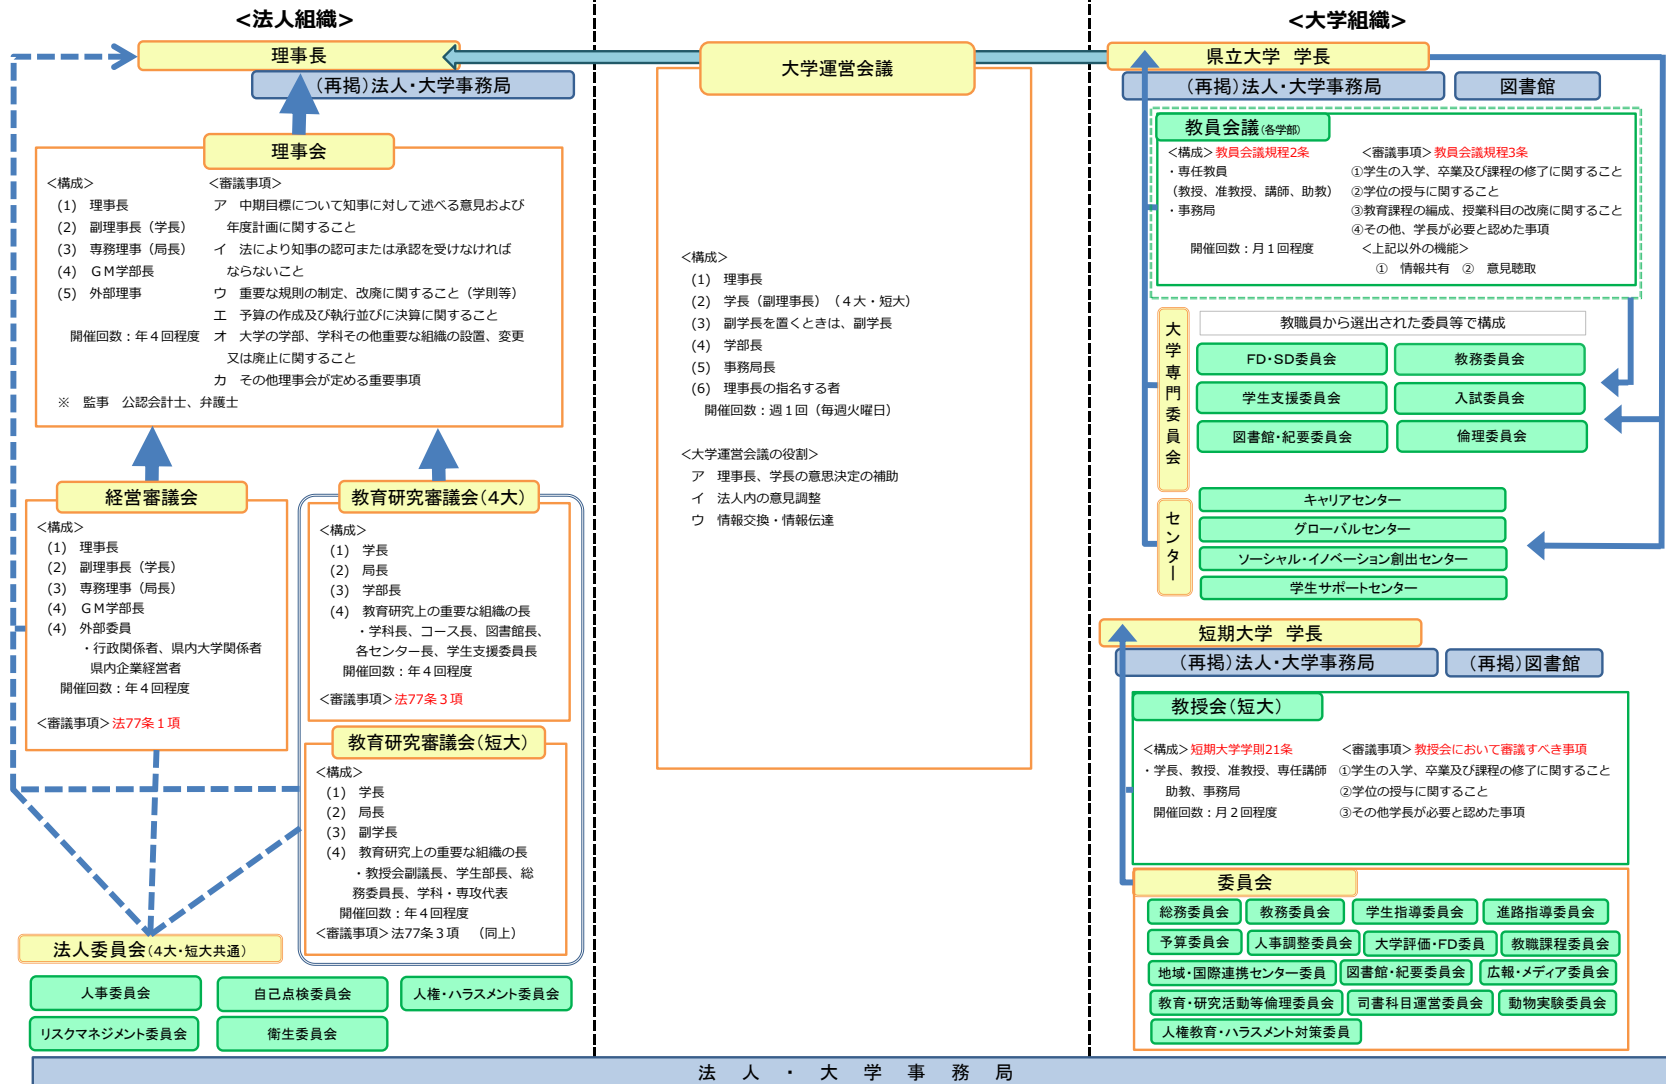 <法人組織>
理事長
(再掲)法人・大学事務局
理事会
<構成>
(1) 理事長
(2) 副理事長（学長）
(3) 専務理事（局長）
(4) ＧＭ学部長
(5) 外部理事
開催回数：年４回程度
※ 監事 公認会計士、弁護士
<審議事項>
ア 中期目標について知事に対して述べる意見および
年度計画に関すること
イ 法により知事の認可または承認を受けなければ
ならないこと
ウ 重要な規則の制定、改廃に関すること（学則等）
エ 予算の作成及び執行並びに決算に関すること
オ 大学の学部、学科その他重要な組織の設置、変更
又は廃止に関すること
カ その他理事会が定める重要事項
経営審議会
<構成>
(1) 理事長
(2) 副理事長（学長）
(3) 専務理事（局長）
(4) ＧＭ学部長
(4) 外部委員
・行政関係者、県内大学関係者
県内企業経営者
開催回数：年４回程度
<審議事項>法77条１項
教育研究審議会(４大)
<構成>
(1) 学長
(2) 局長
(3) 学部長
(4) 教育研究上の重要な組織の長
・学科長、コース長、図書館長、
各センター長、学生支援委員長
開催回数：年４回程度
<審議事項>法77条３項
教育研究審議会(短大)
<構成>
(1) 学長
(2) 局長
(3) 副学長
(4) 教育研究上の重要な組織の長
・教授会副議長、学生部長、総
務委員長、学科・専攻代表
開催回数：年４回程度
<審議事項>法77条３項 （同上）
法人委員会(４大・短大共通)
人事委員会
自己点検委員会
人権・ハラスメント委員会
リスクマネジメント委員会
衛生委員会
大学運営会議
<構成>
(1) 理事長
(2) 学長（副理事長）（４大・短大）
(3) 副学長を置くときは、副学長
(4) 学部長
(5) 事務局長
(6) 理事長の指名する者
開催回数：週１回（毎週火曜日）
<大学運営会議の役割>
ア 理事長、学長の意思決定の補助
イ 法人内の意見調整
ウ 情報交換・情報伝達
<大学組織>
県立大学 学長
(再掲)法人・大学事務局
図書館
教員会議(各学部)
<構成>教員会議規程2条
・専任教員
（教授、准教授、講師、助教）
・事務局
開催回数：月１回程度
<審議事項>教員会議規程3条
①学生の入学、卒業及び課程の修了に関すること
②学位の授与に関すること
③教育課程の編成、授業科目の改廃に関すること
④その他、学長が必要と認めた事項
<上記以外の機能>
① 情報共有 ② 意見聴取
大学専門委員会
教職員から選出された委員等で構成
FD・SD委員会
教務委員会
学生支援委員会
入試委員会
図書館・紀要委員会
倫理委員会
センター
キャリアセンター
グローバルセンター
ソーシャル・イノベーション創出センター
学生サポートセンター
短期大学 学長
(再掲)法人・大学事務局
(再掲)図書館
教授会(短大)
<構成>短期大学学則21条
・学長、教授、准教授、専任講師
助教、事務局
開催回数：月２回程度
<審議事項>教授会において審議すべき事項
①学生の入学、卒業及び課程の修了に関すること
②学位の授与に関すること
③その他学長が必要と認めた事項
委員会
総務委員会
教務委員会
学生指導委員会
進路指導委員会
予算委員会
人事調整委員会
大学評価・FD委員
教職課程委員会
地域・国際連携センター委員
図書館・紀要委員会
広報・メディア委員会
教育・研究活動等倫理委員会
司書科目運営委員会
動物実験委員会
人権教育・ハラスメント対策委員
法人・大学事務局